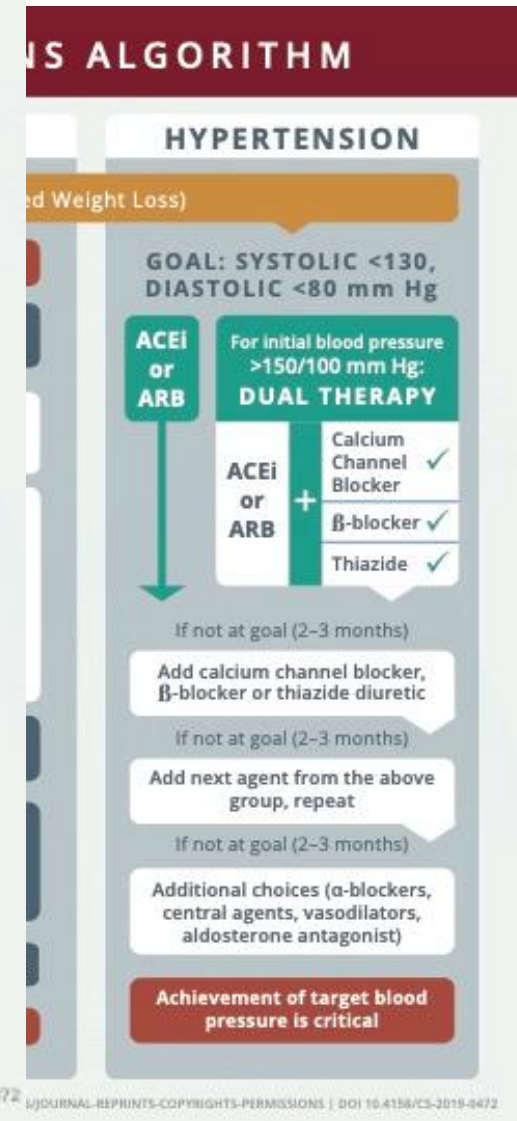 NS ALGORITHM
HYPERTENSION
ed Weight Loss)
GOAL: SYSTOLIC <130,
DIASTOLIC <80 mm Hg
ACEi
or
ARB
For initial blood pressure
>150/100 mm Hg:
DUAL THERAPY
ACEi
or
ARB
+
Calcium
Channel
Blocker ✓
ß-blocker ✓
Thiazide ✓
If not at goal (2–3 months)
Add calcium channel blocker,
ß-blocker or thiazide diuretic
If not at goal (2–3 months)
Add next agent from the above
group, repeat
If not at goal (2–3 months)
Additional choices (α-blockers,
central agents, vasodilators,
aldosterone antagonist)
Achievement of target blood
pressure is critical
472 S/JOURNAL-REPRINTS-COPYRIGHTS-PERMISSIONS | DOI 10.4158/CS-2019-0472